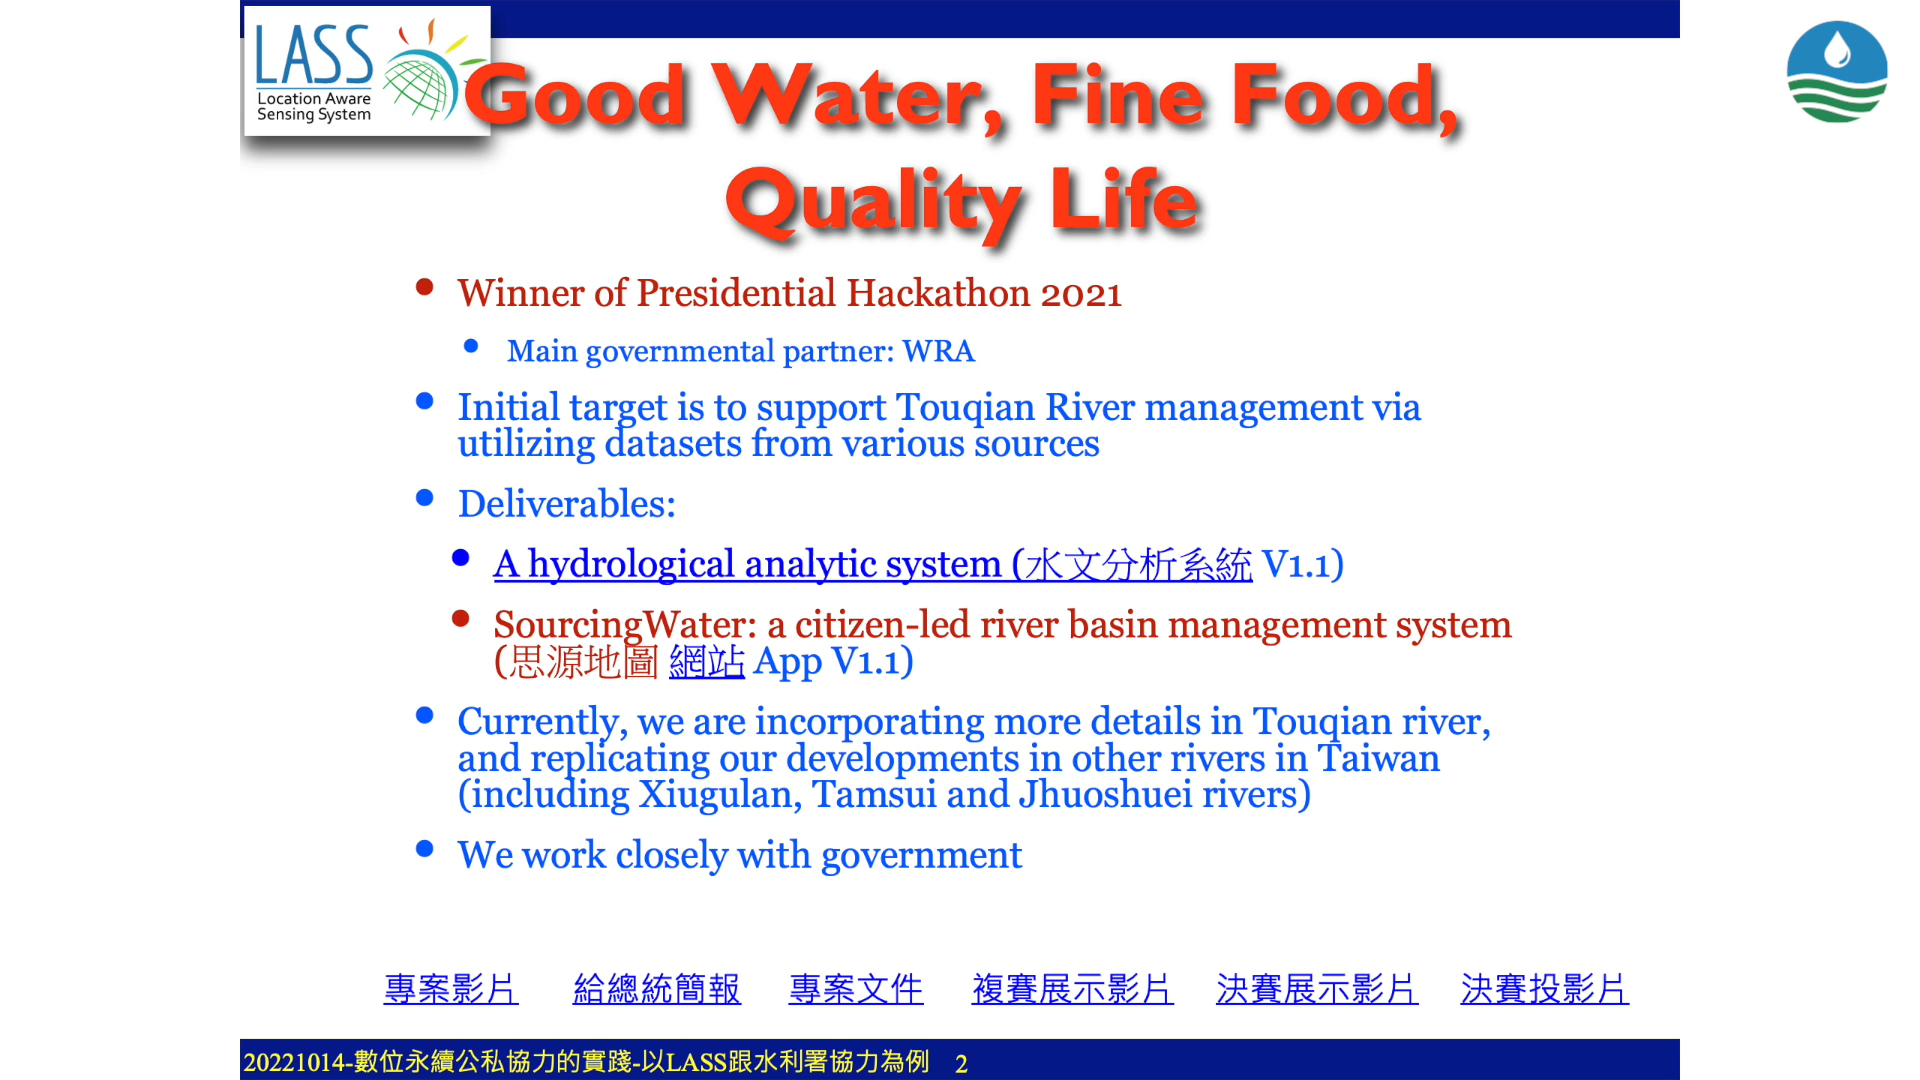 LASS
Location Aware
Sensing System
Good Water, Fine Food,
Quality Life
Winner of Presidential Hackathon 2021
Main governmental partner: WRA
Initial target is to support Touqian River management via
utilizing datasets from various sources
Deliverables:
A hydrological analytic system (水文分析系統 V1.1)
SourcingWater: a citizen-led river basin management system
(思源地圖 網站 App V1.1)
Currently, we are incorporating more details in Touqian river,
and replicating our developments in other rivers in Taiwan
(including Xiugulan, Tamsui and Jhuoshuei rivers)
We work closely with government
專案影片 給總統簡報 專案文件 複賽展示影片 決賽展示影片 決賽投影片
20221014-數位永續公私協力的實踐-以LASS跟水利署協力為例 2